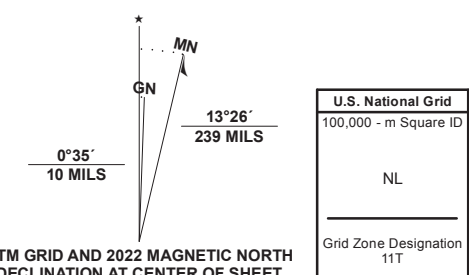 ★
MN
GN
13°26´
239 MILS
0°35´
10 MILS
TM GRID AND 2022 MAGNETIC NORTH
DECLINATION AT CENTER OF SHEET
U.S. National Grid
100,000 - m Square ID
NL
Grid Zone Designation
11T